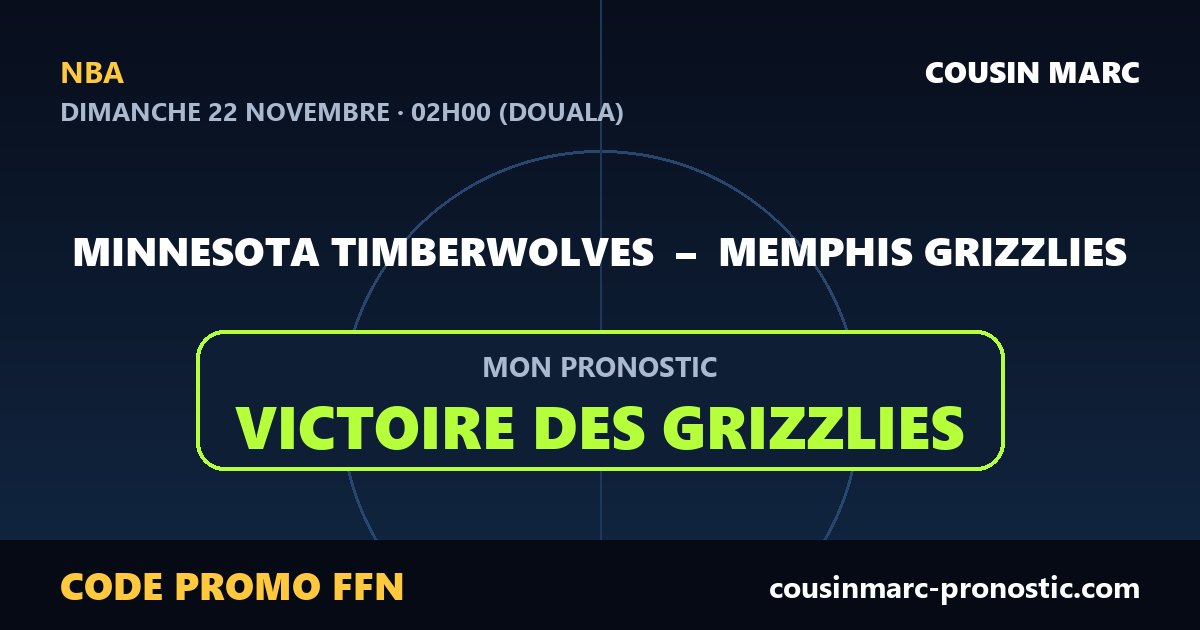 NBA
COUSIN MARC
DIMANCHE 22 NOVEMBRE · 02H00 (DOUALA)
MINNESOTA TIMBERWOLVES – MEMPHIS GRIZZLIES
MON PRONOSTIC
VICTOIRE DES GRIZZLIES
CODE PROMO FFN
cousinmarc-pronostic.com